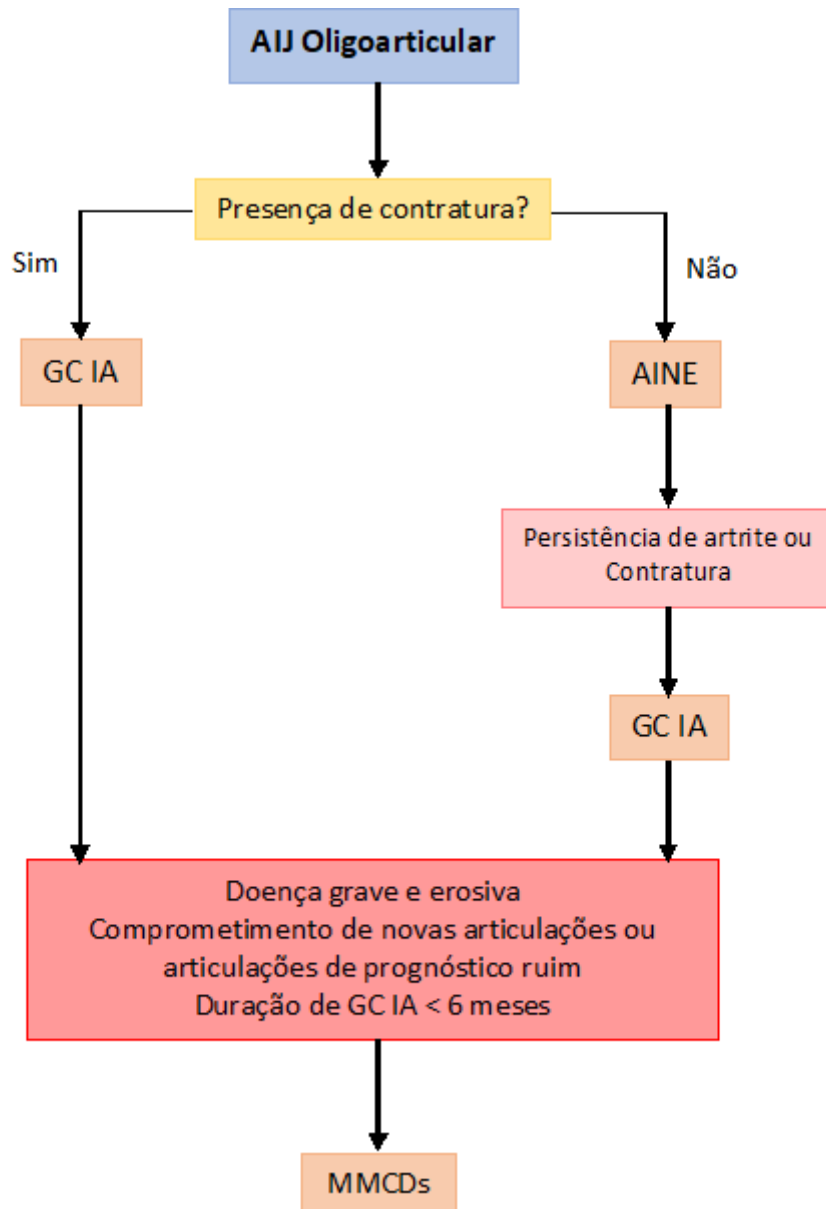 AIJ Oligoarticular
Presença de contratura?
Sim
Não
GC IA
AINE
Persistência de artrite ou
Contratura
GC IA
Doença grave e erosiva
Comprometimento de novas articulações ou
articulações de prognóstico ruim
Duração de GC IA < 6 meses
MMCDs